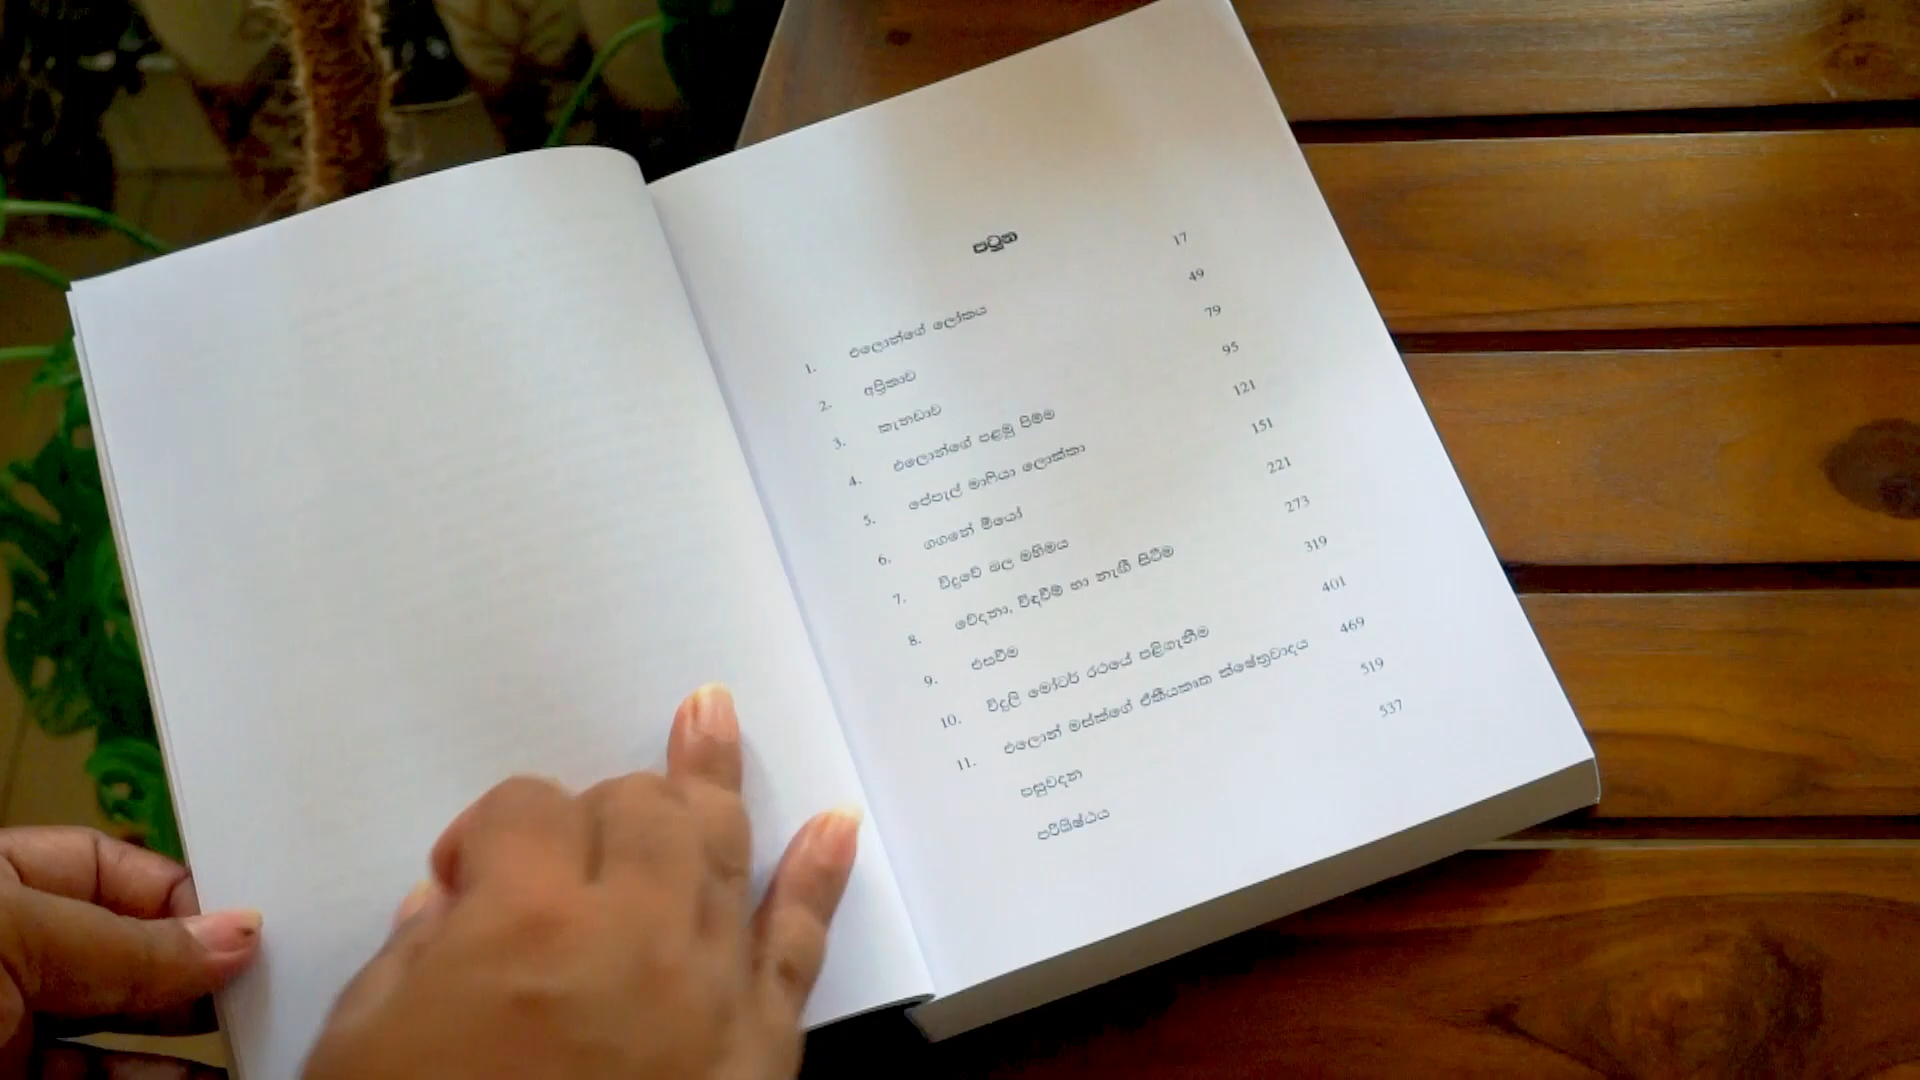 පටුන
1. එලොන්ගේ ලෝකය 17
2. අප්‍රිකාව 49
3. කැනඩාව 79
4. එලොන්ගේ පළමු පිම්ම 95
5. පේපැල් මාෆියා ලොක්කා 121
6. ගගනේ මීයෝ 151
7. විදුවේ බල මහිමය 221
8. වේදනා, විඳවීම් හා නැඟී සිටීම 273
9. එසවීම 319
10. විදුලි මෝටර් රථයේ පළිගැනීම 401
11. එලොන් මස්ක්ගේ ඒකීයකෘත ක්ෂේත්‍රවාදය 469
පසුවදන 519
පරිශිෂ්ඨය 537